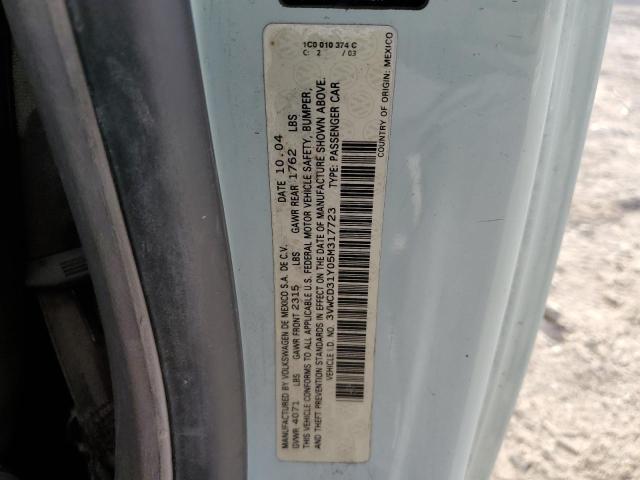 1C0 010 374 C
C: 2 / 03
MANUFACTURED BY VOLKSWAGEN DE MEXICO S.A. DE C.V. DATE 10.04
GVWR 4071 LBS GAWR FRONT 2315 LBS GAWR REAR 1762 LBS
THIS VEHICLE CONFORMS TO ALL APPLICABLE U.S. FEDERAL MOTOR VEHICLE SAFETY, BUMPER,
AND THEFT PREVENTION STANDARDS IN EFFECT ON THE DATE OF MANUFACTURE SHOWN ABOVE.
VEHICLE I.D. NO. 3VWCD31Y05M317723 TYPE: PASSENGER CAR
COUNTRY OF ORIGIN: MEXICO